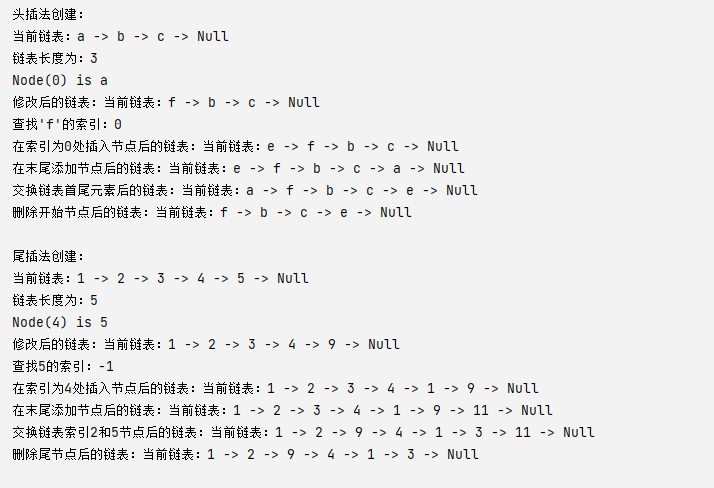 头插法创建:
当前链表: a -> b -> c -> Null
链表长度为: 3
Node(0) is a
修改后的链表: 当前链表: f -> b -> c -> Null
查找'f'的索引: 0
在索引为0处插入节点后的链表: 当前链表: e -> f -> b -> c -> Null
在末尾添加节点后的链表: 当前链表: e -> f -> b -> c -> a -> Null
交换链表首尾元素后的链表: 当前链表: a -> f -> b -> c -> e -> Null
删除开始节点后的链表: 当前链表: f -> b -> c -> e -> Null
尾插法创建:
当前链表: 1 -> 2 -> 3 -> 4 -> 5 -> Null
链表长度为: 5
Node(4) is 5
修改后的链表: 当前链表: 1 -> 2 -> 3 -> 4 -> 9 -> Null
查找5的索引: -1
在索引为4处插入节点后的链表: 当前链表: 1 -> 2 -> 3 -> 4 -> 1 -> 9 -> Null
在末尾添加节点后的链表: 当前链表: 1 -> 2 -> 3 -> 4 -> 1 -> 9 -> 11 -> Null
交换链表索引2和5节点后的链表: 当前链表: 1 -> 2 -> 9 -> 4 -> 1 -> 3 -> 11 -> Null
删除尾节点后的链表: 当前链表: 1 -> 2 -> 9 -> 4 -> 1 -> 3 -> Null